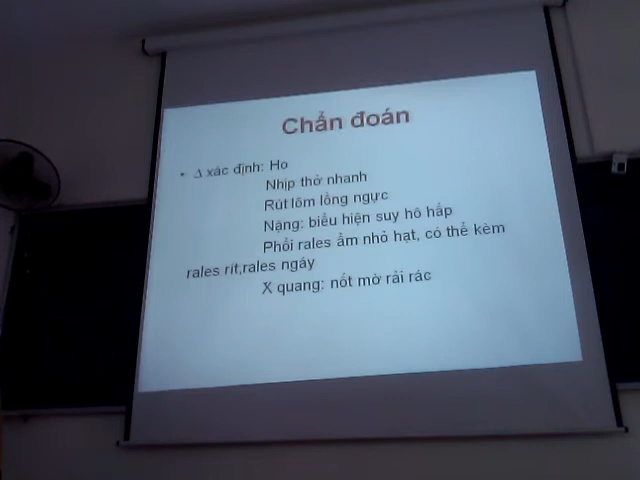 Chẩn đoán
• Δ xác định: Ho
Nhịp thở nhanh
Rút lõm lồng ngực
Nặng: biểu hiện suy hô hấp
Phổi rales ẩm nhỏ hạt, có thể kèm
rales rít,rales ngáy
X quang: nốt mờ rải rác